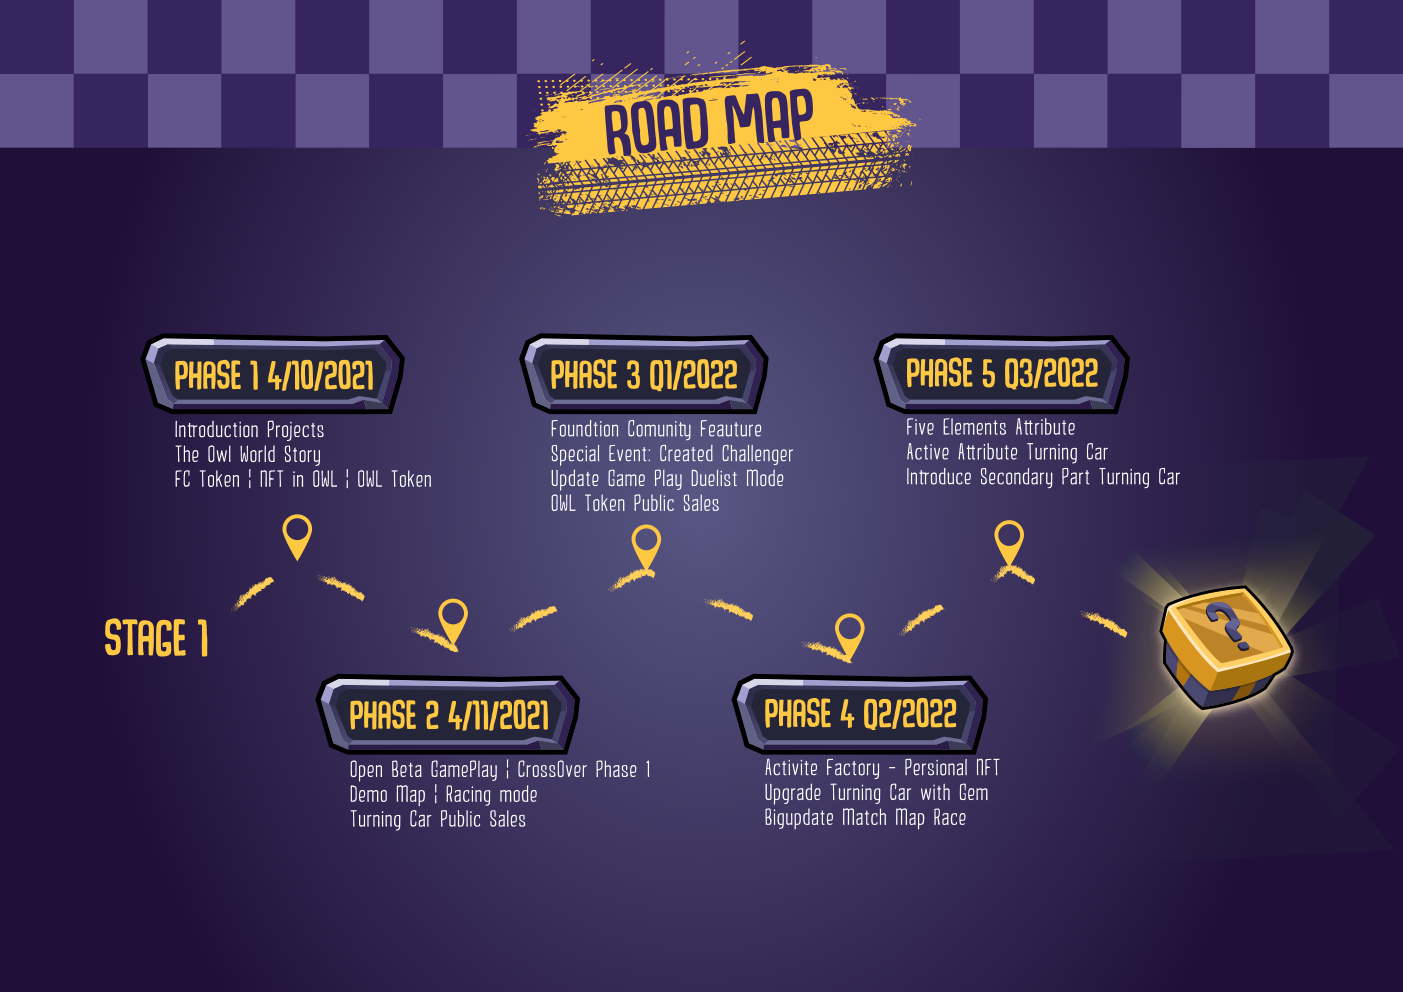 ROAD MAP
PHASE 1 4/10/2021
Introduction Projects
The Owl World Story
FC Token ¦ NFT in OWL ¦ OWL Token
PHASE 3 Q1/2022
Foundtion Comunity Feauture
Special Event: Created Challenger
Update Game Play Duelist Mode
OWL Token Public Sales
PHASE 5 Q3/2022
Five Elements Attribute
Active Attribute Turning Car
Introduce Secondary Part Turning Car
STAGE 1
?
PHASE 2 4/11/2021
Open Beta GamePlay ¦ CrossOver Phase 1
Demo Map ¦ Racing mode
Turning Car Public Sales
PHASE 4 Q2/2022
Activite Factory - Persional NFT
Upgrade Turning Car with Gem
Bigupdate Match Map Race